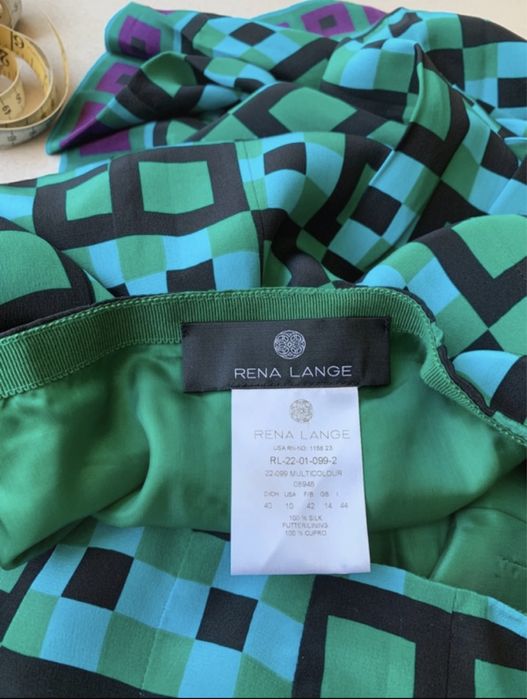 RENA LANGE
RENA LANGE
USA RN-NO: 1158 23
RL-22-01-099-2
22-099 MULTICOLOUR
08946
D/CH USA F/B GB I
40 10 42 14 44
100 % SILK
FUTTER/LINING
100 % CUPRO